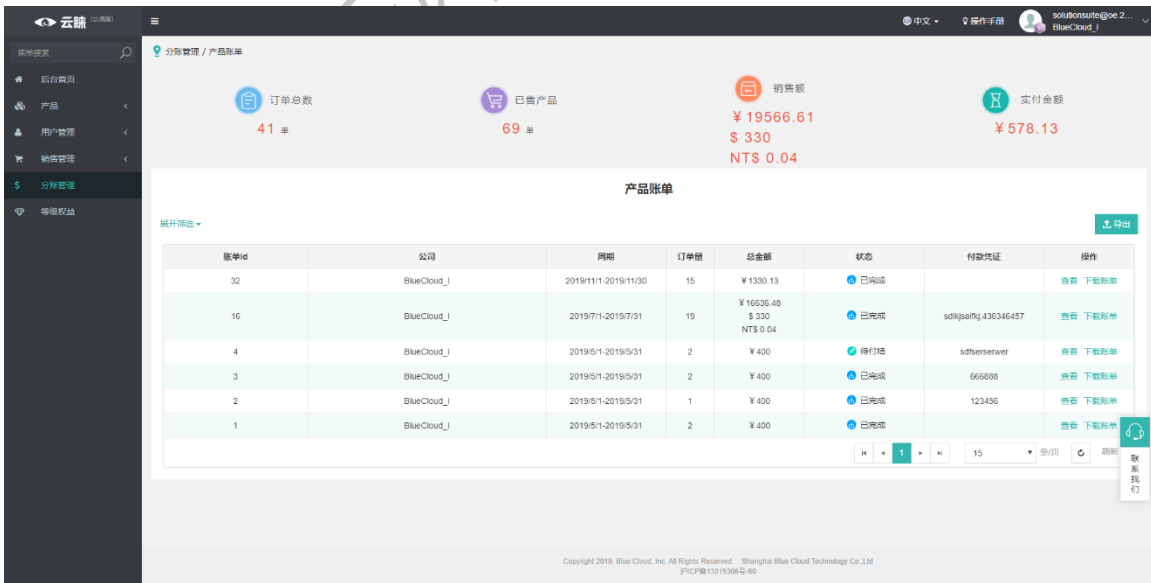 云睐 (公测版)
中文
操作手册
solutionsuite@oe.2...
BlueCloud_I
菜单搜索
后台首页
产品
用户管理
销售管理
分账管理
等级权益
分账管理 / 产品账单
订单总数
41 单
已售产品
69 单
销售额
¥ 19566.61
$ 330
NT$ 0.04
实付金额
¥ 578.13
产品账单
展开筛选
导出
账单Id 公司 周期 订单量 总金额 状态 付款凭证 操作
32 BlueCloud_I 2019/11/1-2019/11/30 15 ¥ 1330.13 已完成 查看 下载账单
16 BlueCloud_I 2019/7/1-2019/7/31 19 ¥ 16636.48 $ 330 NT$ 0.04 已完成 sdlkjsalfkj;436346457 查看 下载账单
4 BlueCloud_I 2019/5/1-2019/5/31 2 ¥ 400 待付结 sdfserserwer 查看 下载账单
3 BlueCloud_I 2019/5/1-2019/5/31 2 ¥ 400 已完成 666888 查看 下载账单
2 BlueCloud_I 2019/5/1-2019/5/31 1 ¥ 400 已完成 123456 查看 下载账单
1 BlueCloud_I 2019/5/1-2019/5/31 2 ¥ 400 已完成 查看 下载账单
1 15 条/页 刷新
联系我们
Copyright 2019. Blue Cloud, Inc. All Rights Reserved. Shanghai Blue Cloud Technology Co.,Ltd
沪ICP备13015306号-60